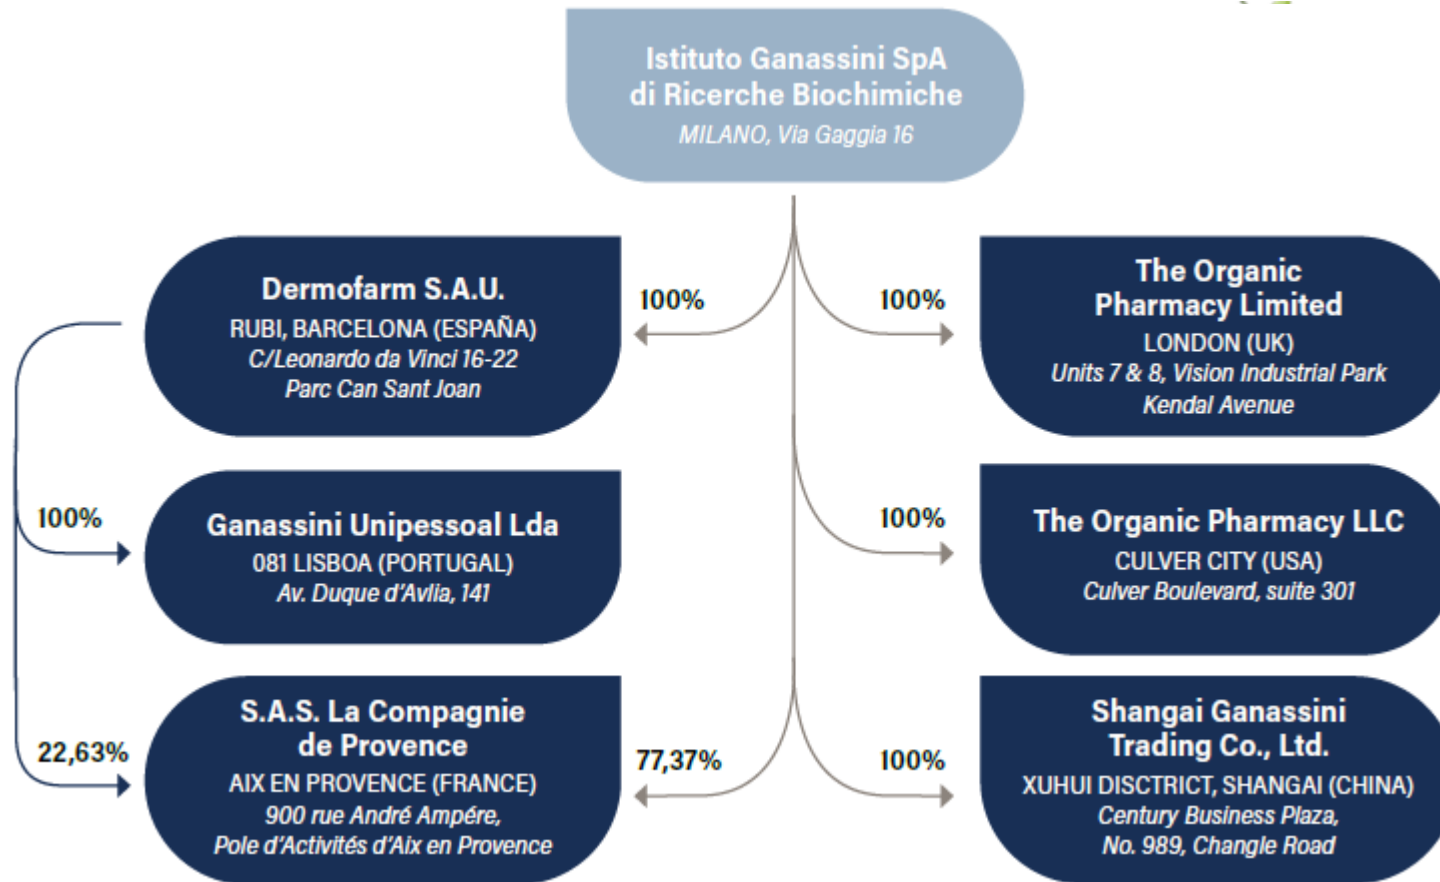 Istituto Ganassini SpA
di Ricerche Biochimiche
MILANO, Via Gaggia 16
Dermofarm S.A.U.
RUBI, BARCELONA (ESPAÑA)
C/Leonardo da Vinci 16-22
Parc Can Sant Joan
100%
100%
The Organic
Pharmacy Limited
LONDON (UK)
Units 7 & 8, Vision Industrial Park
Kendal Avenue
100%
Ganassini Unipessoal Lda
081 LISBOA (PORTUGAL)
Av. Duque d'Avlia, 141
100%
The Organic Pharmacy LLC
CULVER CITY (USA)
Culver Boulevard, suite 301
22,63%
S.A.S. La Compagnie
de Provence
AIX EN PROVENCE (FRANCE)
900 rue André Ampére,
Pole d'Activités d'Aix en Provence
77,37%
100%
Shangai Ganassini
Trading Co., Ltd.
XUHUI DISCTRICT, SHANGAI (CHINA)
Century Business Plaza,
No. 989, Changle Road